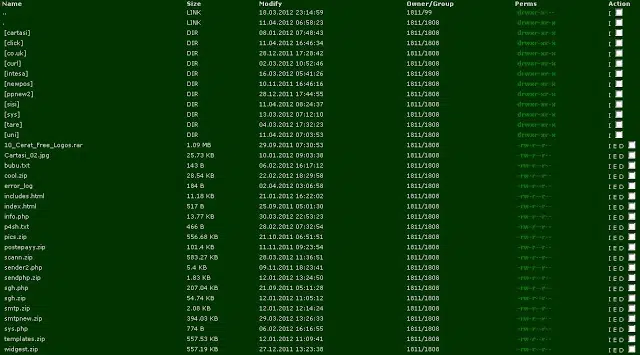 Name Size Modify Owner/Group Perms Action
.. LINK 18.03.2012 23:14:59 1811/99 drwxr-x--- I
. LINK 11.04.2012 06:58:23 1811/1808 drwxr-xr-x I
[cartasi] DIR 08.01.2012 07:48:43 1811/1808 drwxr-xr-x I
[click] DIR 11.04.2012 16:46:34 1811/1808 drwxr-xr-x I
[co.uk] DIR 28.12.2011 17:28:42 1811/1808 drwxr-xr-x I
[curl] DIR 02.03.2012 10:52:46 1811/1808 drwxr-xr-x I
[intesa] DIR 16.03.2012 05:41:26 1811/1808 drwxr-xr-x I
[newpos] DIR 10.11.2011 16:46:16 1811/1808 drwxr-xr-x I
[ppnew2] DIR 28.12.2011 17:44:55 1811/1808 drwxr-xr-x I
[sisi] DIR 11.04.2012 08:24:37 1811/1808 drwxr-xr-x I
[sys] DIR 13.03.2012 07:12:10 1811/1808 drwxr-xr-x I
[tare] DIR 04.03.2012 17:32:23 1811/1808 drwxr-xr-x I
[uni] DIR 11.04.2012 07:03:53 1811/1808 drwxr-xr-x I
10_Cerat_Free_Logos.rar 1.09 MB 29.09.2011 07:30:53 1811/1808 -rw-r--r-- I E D
Cartasi_02.jpg 25.73 KB 10.01.2012 09:03:38 1811/1808 -rw-r--r-- I E D
bubu.txt 143 B 06.02.2012 16:17:12 1811/1808 -rw-r--r-- I E D
cool.zip 28.54 KB 22.02.2012 18:29:58 1811/1808 -rw-r--r-- I E D
error_log 184 B 02.04.2012 03:06:58 1811/1808 -rw-r--r-- I E D
includes.html 11.18 KB 21.01.2012 16:22:02 1811/1808 -rw-r--r-- I E D
index.html 517 B 25.09.2011 05:01:30 1811/1808 -rw-r--r-- I E D
info.php 13.77 KB 30.03.2012 22:53:23 1811/1808 -rw-r--r-- I E D
p4sh.txt 466 B 28.02.2012 07:32:54 1811/1808 -rw-r--r-- I E D
pics.zip 556.68 KB 21.10.2011 06:51:51 1811/1808 -rw-r--r-- I E D
postepayy.zip 101.4 KB 11.11.2011 09:23:54 1811/1808 -rw-r--r-- I E D
scann.zip 583.27 KB 28.03.2012 11:36:51 1811/1808 -rw-r--r-- I E D
sender2.php 5.4 KB 09.11.2011 18:23:41 1811/1808 -rw-r--r-- I E D
sendphp.zip 1.83 KB 12.01.2012 13:24:50 1811/1808 -rw-r--r-- I E D
sgh.php 207.04 KB 21.09.2011 05:11:28 1811/1808 -rw-r--r-- I E D
sgh.zip 54.74 KB 12.01.2012 11:05:12 1811/1808 -rw-r--r-- I E D
smtp.zip 2.08 KB 12.01.2012 12:14:24 1811/1808 -rw-r--r-- I E D
smtpnew.zip 394.03 KB 29.03.2012 13:26:33 1811/1808 -rw-r--r-- I E D
sys.php 774 B 06.02.2012 16:16:55 1811/1808 -rw-r--r-- I E D
templates.zip 557.53 KB 12.01.2012 11:09:41 1811/1808 -rw-r--r-- I E D
widgest.zip 557.19 KB 27.12.2011 13:23:38 1811/1808 -rw-r--r-- I E D